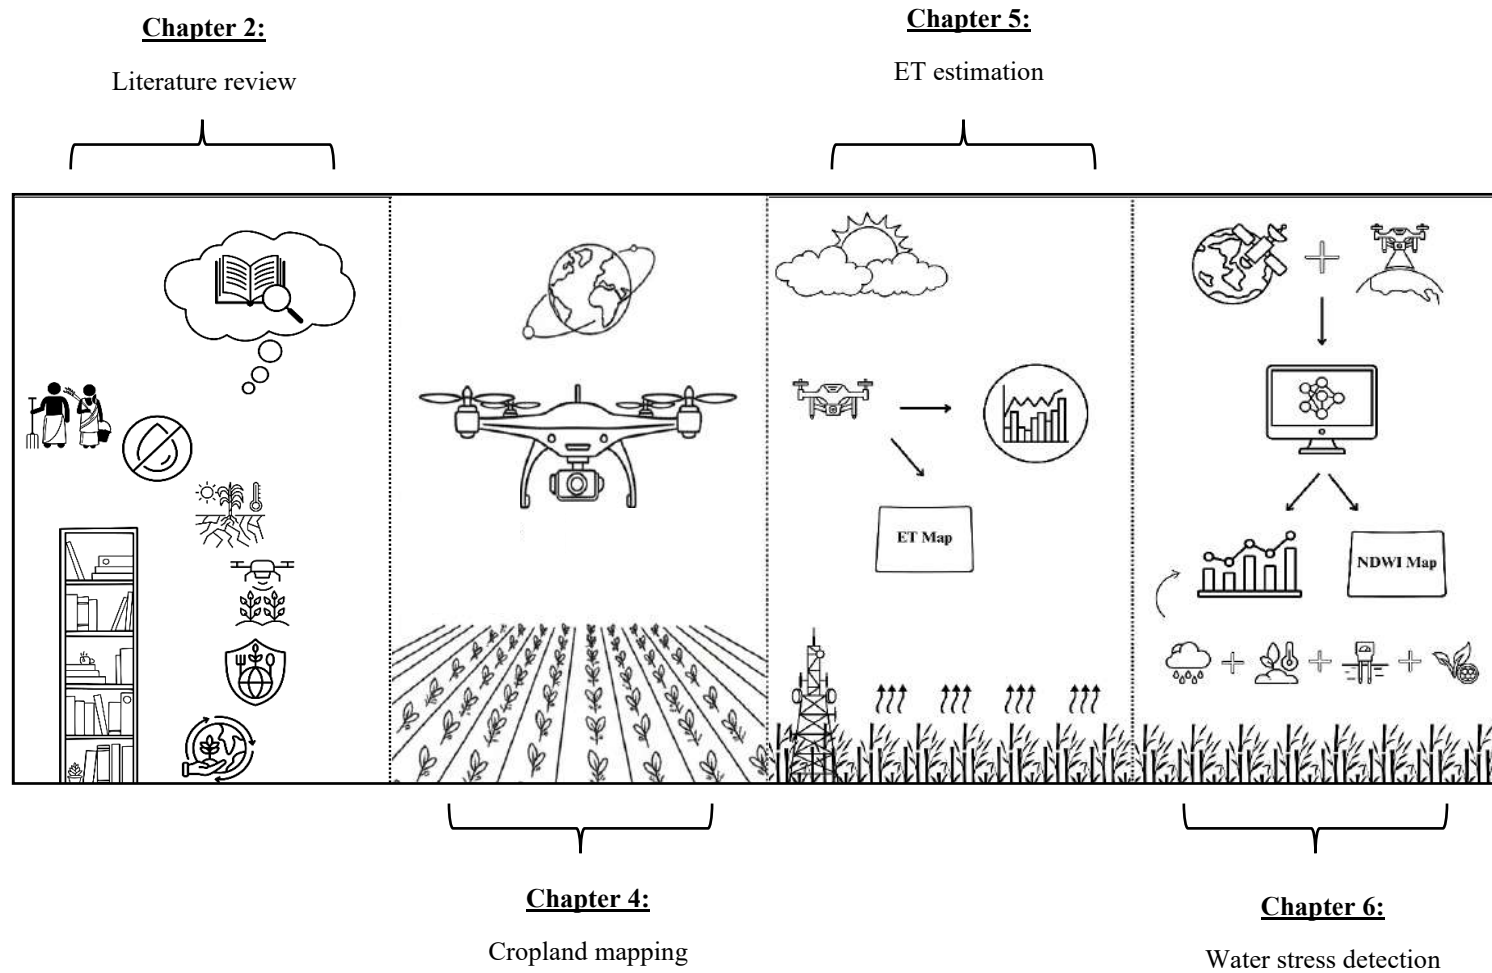 Chapter 2:
Literature review
Chapter 5:
ET estimation
ET Map
NDWI Map
Chapter 4:
Cropland mapping
Chapter 6:
Water stress detection